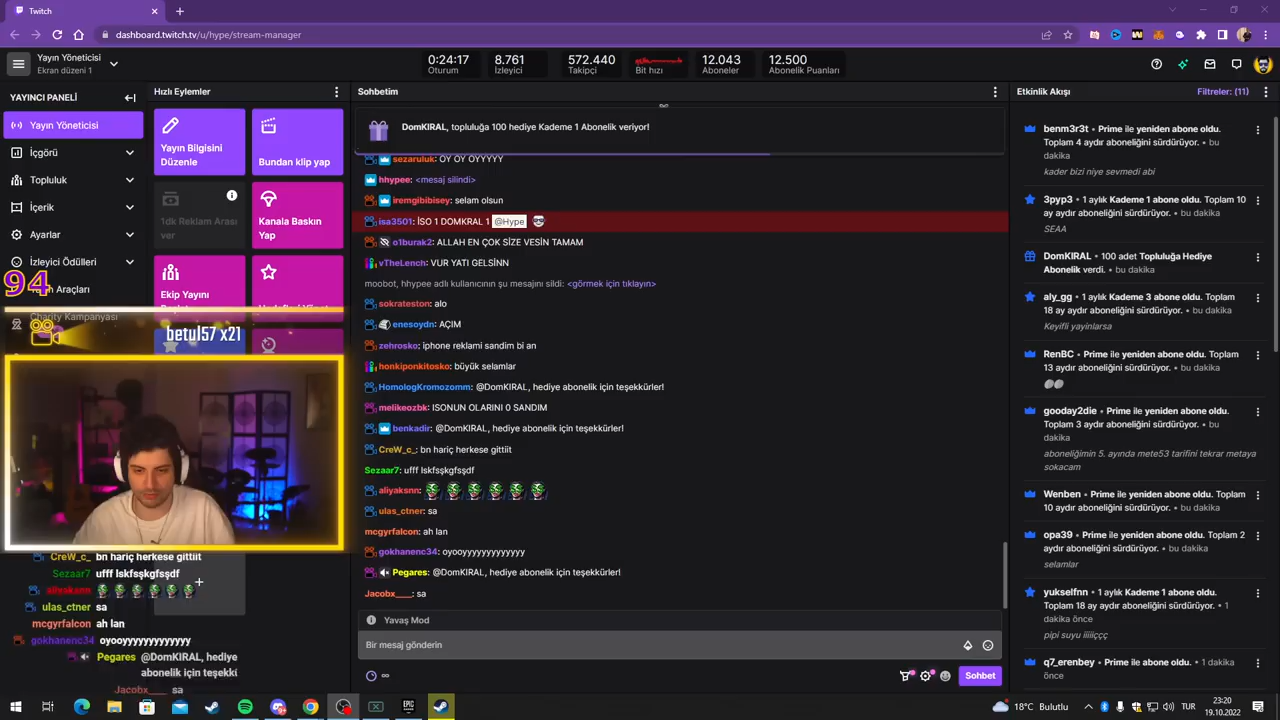 Twitch
dashboard.twitch.tv/u/hype/stream-manager
Yayın Yöneticisi
Ekran düzeni 1
0:24:17
Oturum
8.761
İzleyici
572.440
Takipçi
Bit hızı
12.043
Aboneler
12.500
Abonelik Puanları
YAYINCI PANELİ
Yayın Yöneticisi
İçgörü
Topluluk
İçerik
Ayarlar
İzleyici Ödülleri
94
Araçları
Charity Kampanyası
Hızlı Eylemler
Yayın Bilgisini
Düzenle
Bundan klip yap
1dk Reklam Arası
ver
Kanala Baskın
Yap
Ekip Yayını
betul57 x21
Sohbetim
DomKIRAL, topluluğa 100 hediye Kademe 1 Abonelik veriyor!
sezaruluk: OY OY OYYYYY
hhypee: <mesaj silindi>
iremgibibisey: selam olsun
isa3501: İSO 1 DOMKRAL 1 @Hype
o1burak2: ALLAH EN ÇOK SİZE VESİN TAMAM
vTheLench: VUR YATI GELSİNN
moobot, hhypee adlı kullanıcının şu mesajını sildi: <görmek için tıklayın>
sokrateston: alo
enesoydn: AÇIM
zehrosko: iphone reklami sandim bi an
honkiponkitosko: büyük selamlar
HomologKromozomm: @DomKIRAL, hediye abonelik için teşekkürler!
melikeozbk: ISONUN OLARINI 0 SANDIM
benkadir: @DomKIRAL, hediye abonelik için teşekkürler!
CreW_c_: bn hariç herkese gittiit
Sezaar7: ufff lskfsşkgfsşdf
aliyaksnn:
ulas_ctner: sa
mcgyrfalcon: ah lan
gokhanenc34: oyooyyyyyyyyyyyy
Pegares: @DomKIRAL, hediye abonelik için teşekkürler!
Jacobx____: sa
Yavaş Mod
Bir mesaj gönderin
Sohbet
CreW_c_ bn hariç herkese gittiit
Sezaar7 ufff lskfsşkgfsşdf
aliyaksnn
ulas_ctner sa
mcgyrfalcon ah lan
gokhanenc34 oyooyyyyyyyyyyyy
Pegares @DomKIRAL, hediye
abonelik için teşekki
Jacobx____ sa
Etkinlik Akışı
Filtreler: (11)
benm3r3t • Prime ile yeniden abone oldu.
Toplam 4 aydır aboneliğini sürdürüyor. • bu
dakika
kader bizi niye sevmedi abi
3pyp3 • 1 aylık Kademe 1 abone oldu. Toplam 10
ay aydır aboneliğini sürdürüyor. • bu dakika
SEAA
DomKIRAL • 100 adet Topluluğa Hediye
Abonelik verdi. • bu dakika
aly_gg • 1 aylık Kademe 3 abone oldu. Toplam
18 ay aydır aboneliğini sürdürüyor. • bu dakika
Keyifli yayınlarsa
RenBC • Prime ile yeniden abone oldu. Toplam
13 aydır aboneliğini sürdürüyor. • bu dakika
gooday2die • Prime ile yeniden abone oldu.
Toplam 3 aydır aboneliğini sürdürüyor. • bu
dakika
aboneliğimin 5. ayında mete53 tarifini tekrar metaya
sokacam
Wenben • Prime ile yeniden abone oldu. Toplam
10 aydır aboneliğini sürdürüyor. • bu dakika
opa39 • Prime ile yeniden abone oldu. Toplam 2
aydır aboneliğini sürdürüyor. • bu dakika
selamlar
yukselfnn • 1 aylık Kademe 1 abone oldu.
Toplam 18 ay aydır aboneliğini sürdürüyor. • 1
dakika önce
pipi suyu iiiiiççç
q7_erenbey • Prime ile • 1 dakika
önce
18°C Bulutlu
TUR
23:20
19.10.2022